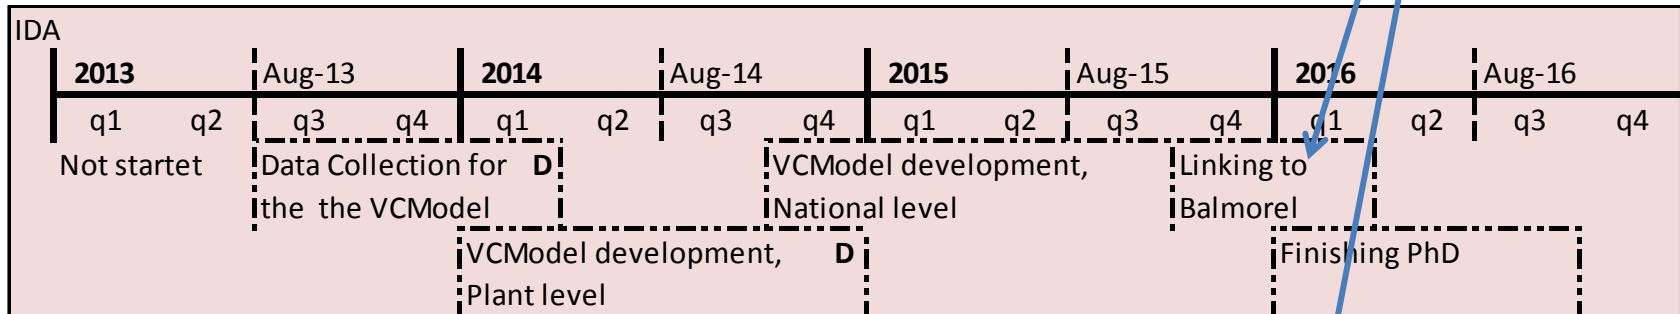 IDA
2013 Aug-13 2014 Aug-14 2015 Aug-15 2016 Aug-16
q1 q2 q3 q4 q1 q2 q3 q4 q1 q2 q3 q4 q1 q2 q3 q4
Not startet Data Collection for D VCModel development, Linking to
the the VCModel National level Balmorel
VCModel development, D Finishing PhD
Plant level